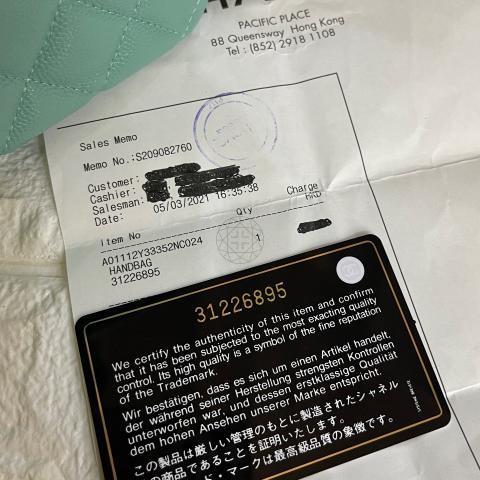 PACIFIC PLACE
88 Queensway Hong Kong
Tel : (852) 2918 1108
Sales Memo
Memo No.:S209082760
Customer:
Cashier:
Salesman:
Date: 05/03/2021 16:35:38
Item No Qty Charge
HKD
A01112Y33352NC024 1
HANDBAG
31226895
31226895
We certify the authenticity of this item and confirm
that it has been subjected to the most exacting quality
control. Its high quality is a symbol of the fine reputation
of the Trademark.
Wir bestätigen, dass es sich um einen Artikel handelt,
der während seiner Herstellung strengsten Kontrollen
unterworfen war, und dessen erstklassige Qualität
dem hohen Ansehen unserer Marke entspricht.
この製品は厳しい管理のもとに製造されたシャネル
の商品であることを証明いたします。
ド・マークは最高級品質の象徴です。